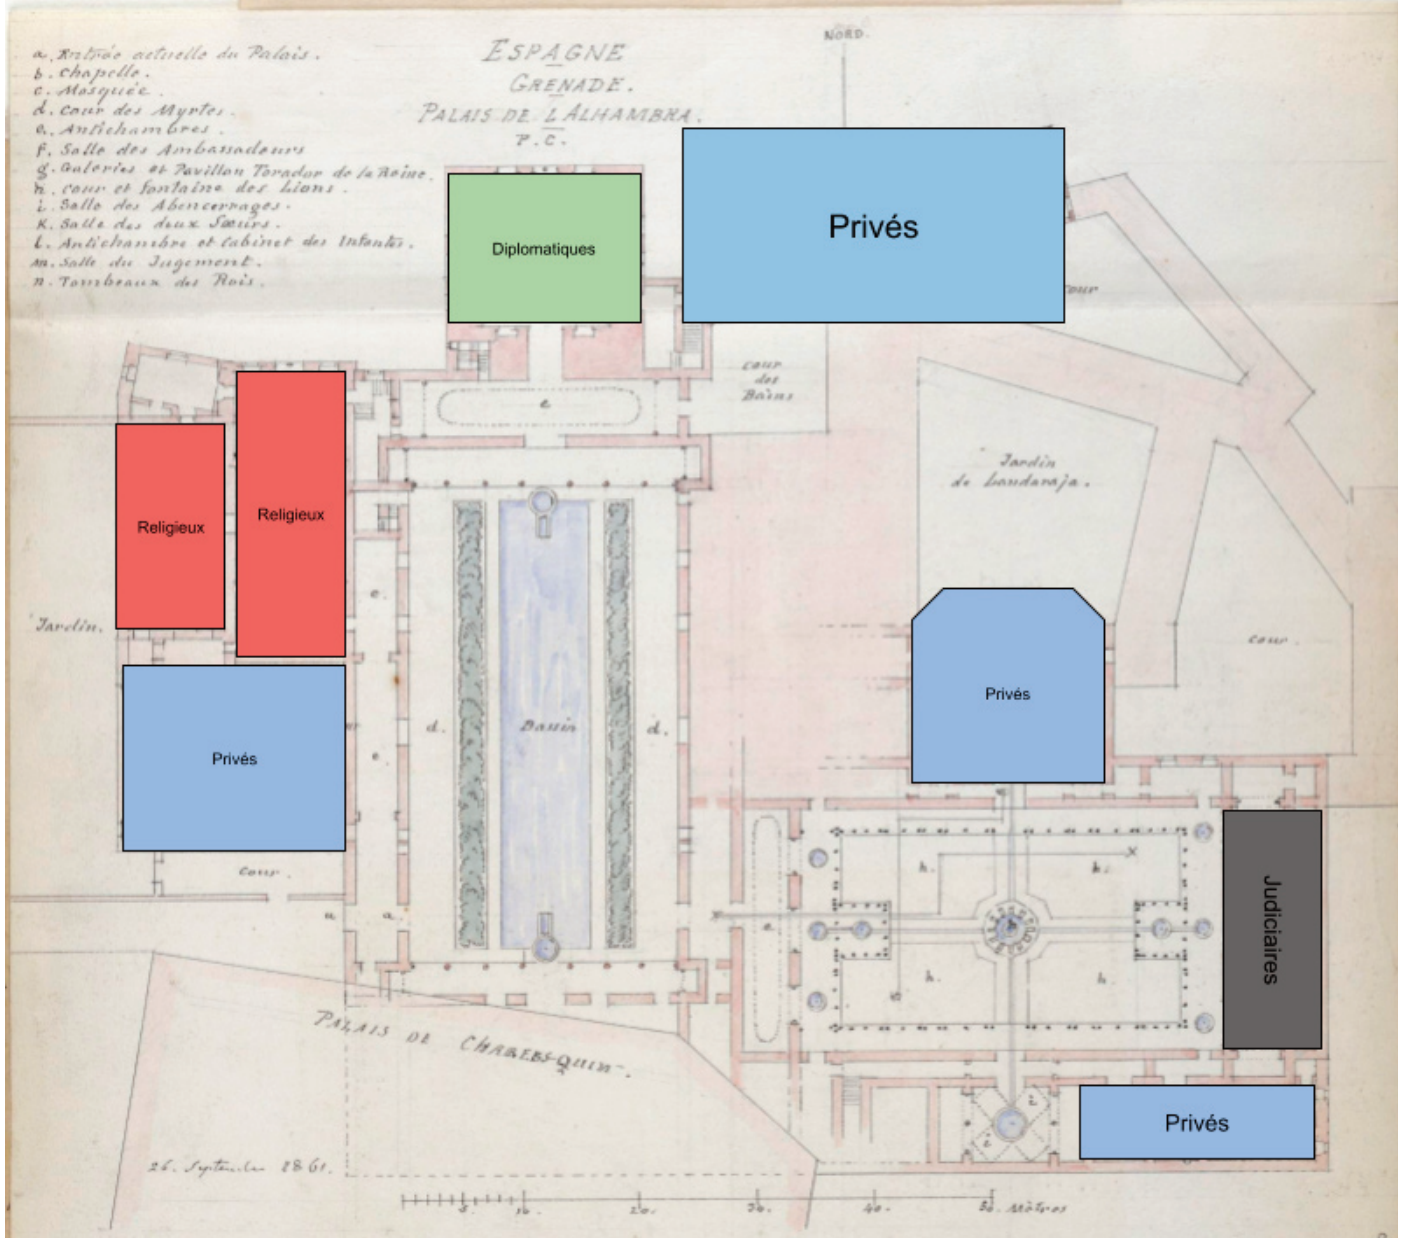 a. Entrée actuelle du Palais.
b. Chapelle.
c. Mosquée.
d. Cour des Myrtes.
e. Antichambres.
f. Salle des Ambassadeurs
g. Galeries et Pavillon Torador de la Reine.
h. Cour et fontaine des Lions.
i. Salle des Abencerrages.
K. Salle des deux Sœurs.
l. Antichambre et Cabinet des Infantes.
m. Salle du Jugement.
n. Tombeaux des Rois.
ESPAGNE
GRENADE.
PALAIS DE L'ALHAMBRA.
P. C.
NORD.
Privés
Diplomatiques
cour
cour
des
Bains
e
Jardin
de Landaraja.
Religieux
Religieux
e.
Jardin.
cour.
Privés
Privés
d.
Bassin
d.
e.
cour.
h.
h.
Judiciaires
a
a.
e
h.
h.
PALAIS DE CHARLES-QUINT.
i
i
Privés
26. Septembre 1861.
5.
10.
20.
30.
40.
50. Mètres